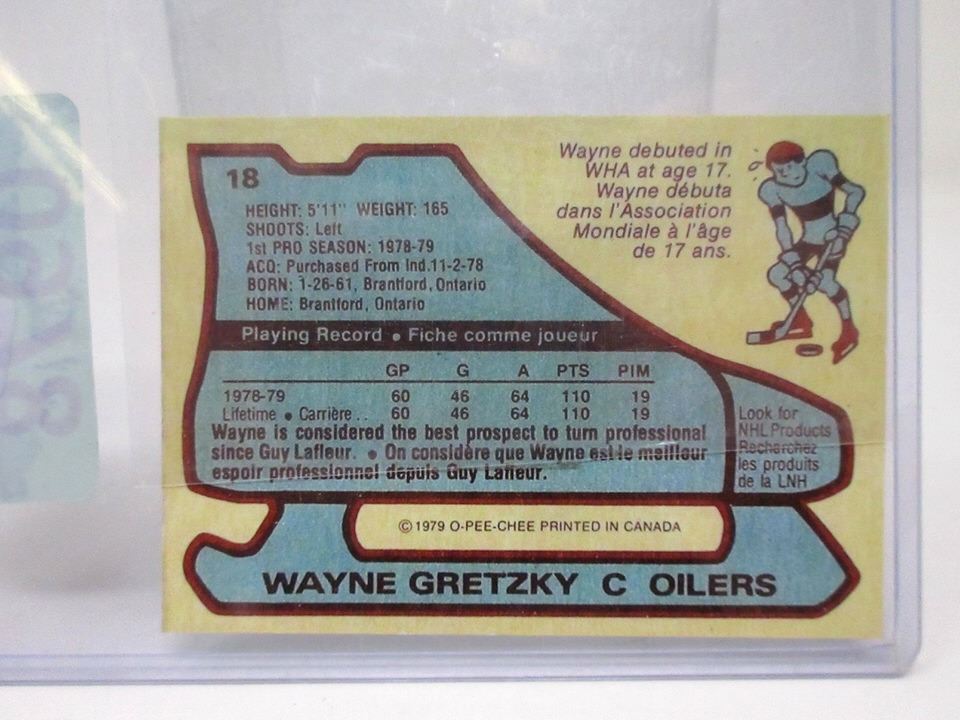 18
Wayne debuted in
WHA at age 17.
Wayne débuta
dans l'Association
Mondiale à l'âge
de 17 ans.
HEIGHT: 5'11" WEIGHT: 165
SHOOTS: Left
1st PRO SEASON: 1978-79
ACQ: Purchased From Ind.11-2-78
BORN: 1-26-61, Brantford, Ontario
HOME: Brantford, Ontario
Playing Record • Fiche comme joueur
GP G A PTS PIM
1978-79 60 46 64 110 19
Lifetime • Carrière.. 60 46 64 110 19
Wayne is considered the best prospect to turn professional
since Guy Lafleur. • On considère que Wayne est le meilleur
espoir professionnel depuis Guy Lafleur.
Look for
NHL Products
Recherchez
les produits
de la LNH
© 1979 O-PEE-CHEE PRINTED IN CANADA
WAYNE GRETZKY C OILERS